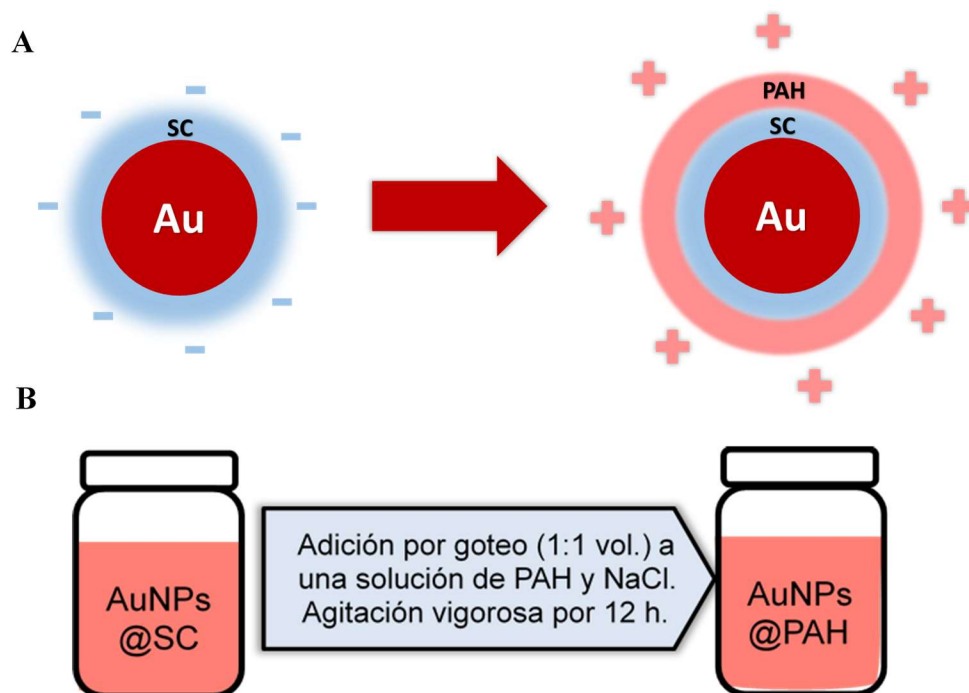 A
SC
Au
PAH
SC
Au
B
AuNPs
@SC
Adición por goteo (1:1 vol.) a
una solución de PAH y NaCl.
Agitación vigorosa por 12 h.
AuNPs
@PAH